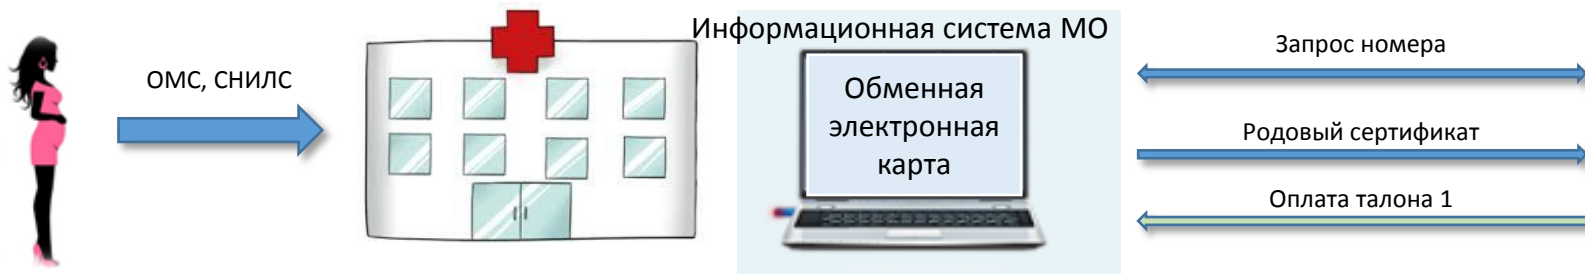 Информационная система МО
ОМС, СНИЛС
Обменная
электронная
карта
Запрос номера
Родовый сертификат
Оплата талона 1